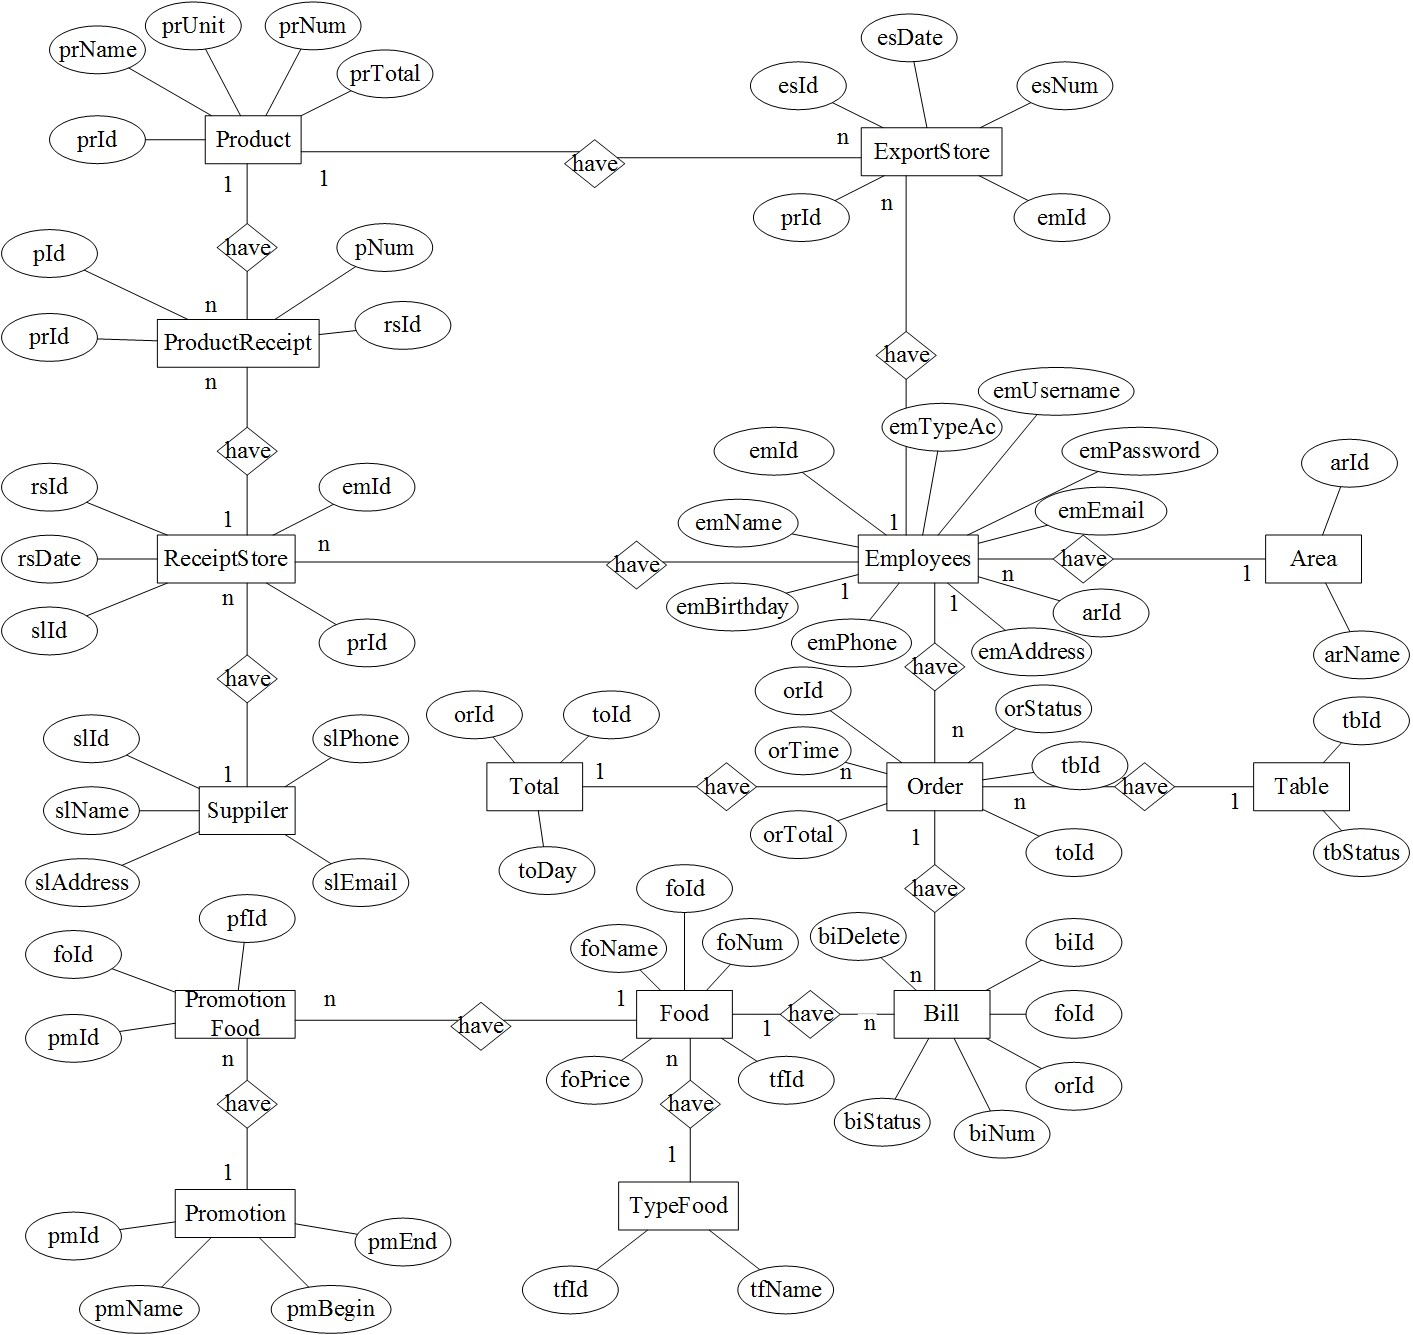 prName
prUnit
prNum
prTotal
prId
Product
1
1
have
n
esId
esDate
esNum
ExportStore
prId
emId
n
have
pId
pNum
n
prId
ProductReceipt
rsId
n
have
have
emUsername
emTypeAc
emId
emPassword
emName
emEmail
arId
rsId
emId
1
rsDate
ReceiptStore
n
have
1
Employees
n
have
1
Area
slId
n
prId
emBirthday
1
emPhone
1
emAddress
arId
arName
have
have
slId
slPhone
1
slName
Suppiler
slAddress
slEmail
orId
toId
Total
1
have
toDay
orId
orTime
n
orTotal
n
orStatus
Order
tbId
n
have
1
tbId
Table
tbStatus
toId
1
have
pfId
foId
Promotion
Food
pmId
n
n
have
1
foId
foName
foNum
Food
1
have
n
foPrice
n
tfId
biDelete
n
biId
Bill
foId
orId
biStatus
biNum
have
1
Promotion
pmId
pmEnd
pmName
pmBegin
have
1
TypeFood
tfId
tfName